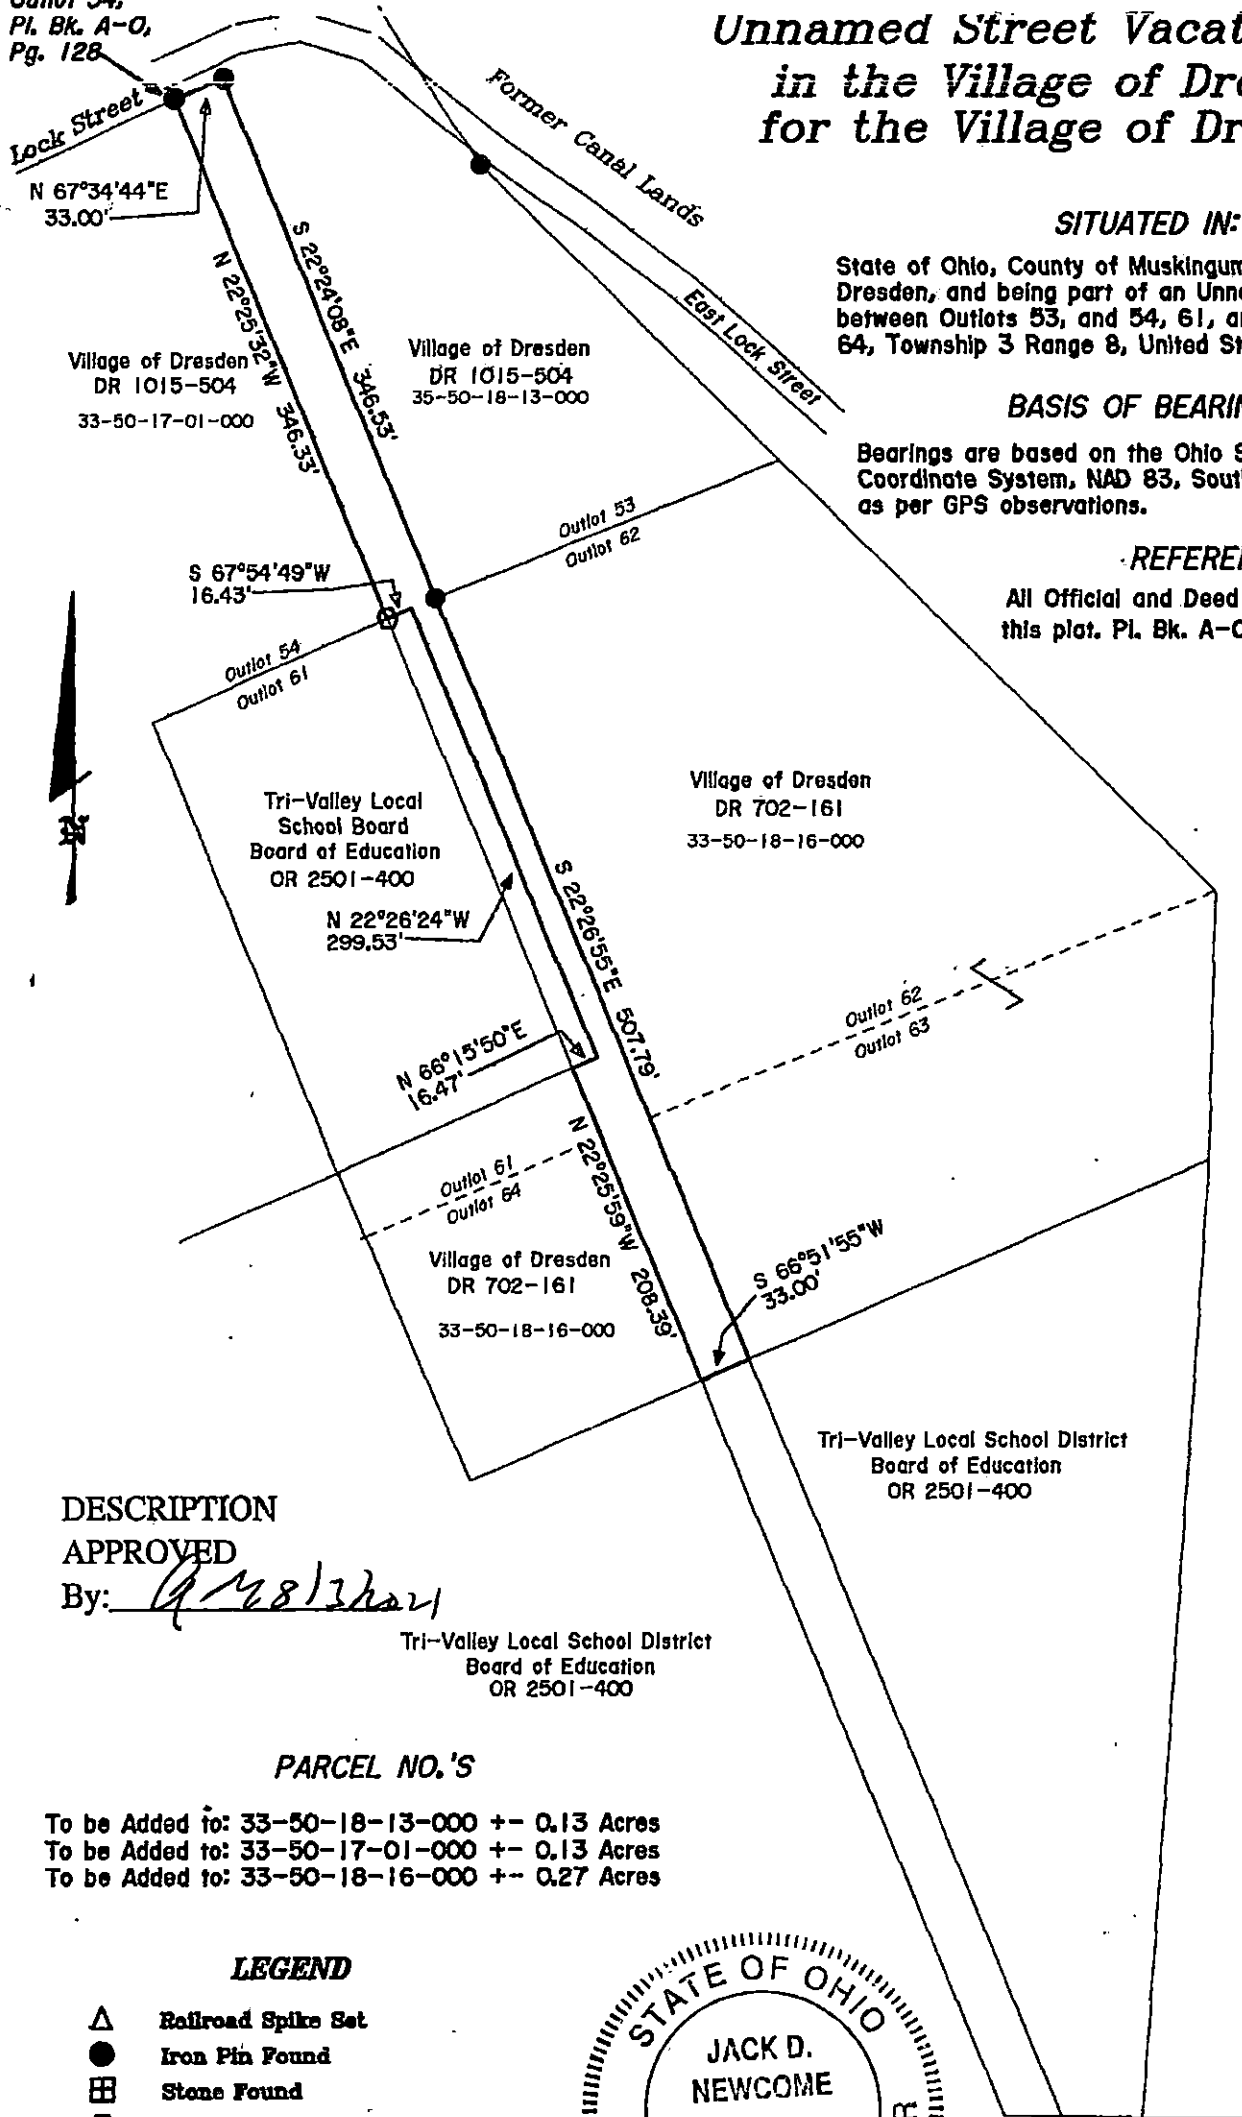 Pl. Bk. A-O,
Pg. 128
Unnamed Street Vacat
in the Village of Dre
for the Village of Dr
Lock Street
Former Canal Lands
N 67°34'44"E
33.00'
SITUATED IN:
State of Ohio, County of Muskingum
Dresden, and being part of an Unn
between Outlots 53, and 54, 61, a
64, Township 3 Range 8, United St
S 22°24'08"E 346.53'
N 22°25'32"W 346.33'
East Lock Street
Village of Dresden
DR 1015-504
33-50-17-01-000
Village of Dresden
DR 1015-504
35-50-18-13-000
BASIS OF BEARIN
Bearings are based on the Ohio S
Coordinate System, NAD 83, Sout
as per GPS observations.
Outlot 53
Outlot 62
REFERE
All Official and Deed
this plat. Pl. Bk. A-O
S 67°54'49"W
16.43'
Outlot 54
Outlot 61
Tri-Valley Local
School Board
Board of Education
OR 2501-400
Village of Dresden
DR 702-161
33-50-18-16-000
N
N 22°26'24"W
299.53'
S 22°26'55"E 507.79'
Outlot 62
Outlot 63
N 66°15'50"E
16.47'
Outlot 61
Outlot 64
N 22°25'59"W 208.39'
Village of Dresden
DR 702-161
33-50-18-16-000
S 66°51'55"W
33.00'
Tri-Valley Local School District
Board of Education
OR 2501-400
DESCRIPTION
APPROVED
By:
Tri-Valley Local School District
Board of Education
OR 2501-400
PARCEL NO.'S
To be Added to: 33-50-18-13-000 +- 0.13 Acres
To be Added to: 33-50-17-01-000 +- 0.13 Acres
To be Added to: 33-50-18-16-000 +- 0.27 Acres
LEGEND
Railroad Spike Set
Iron Pin Found
Stone Found
STATE OF OHIO
JACK D.
NEWCOME